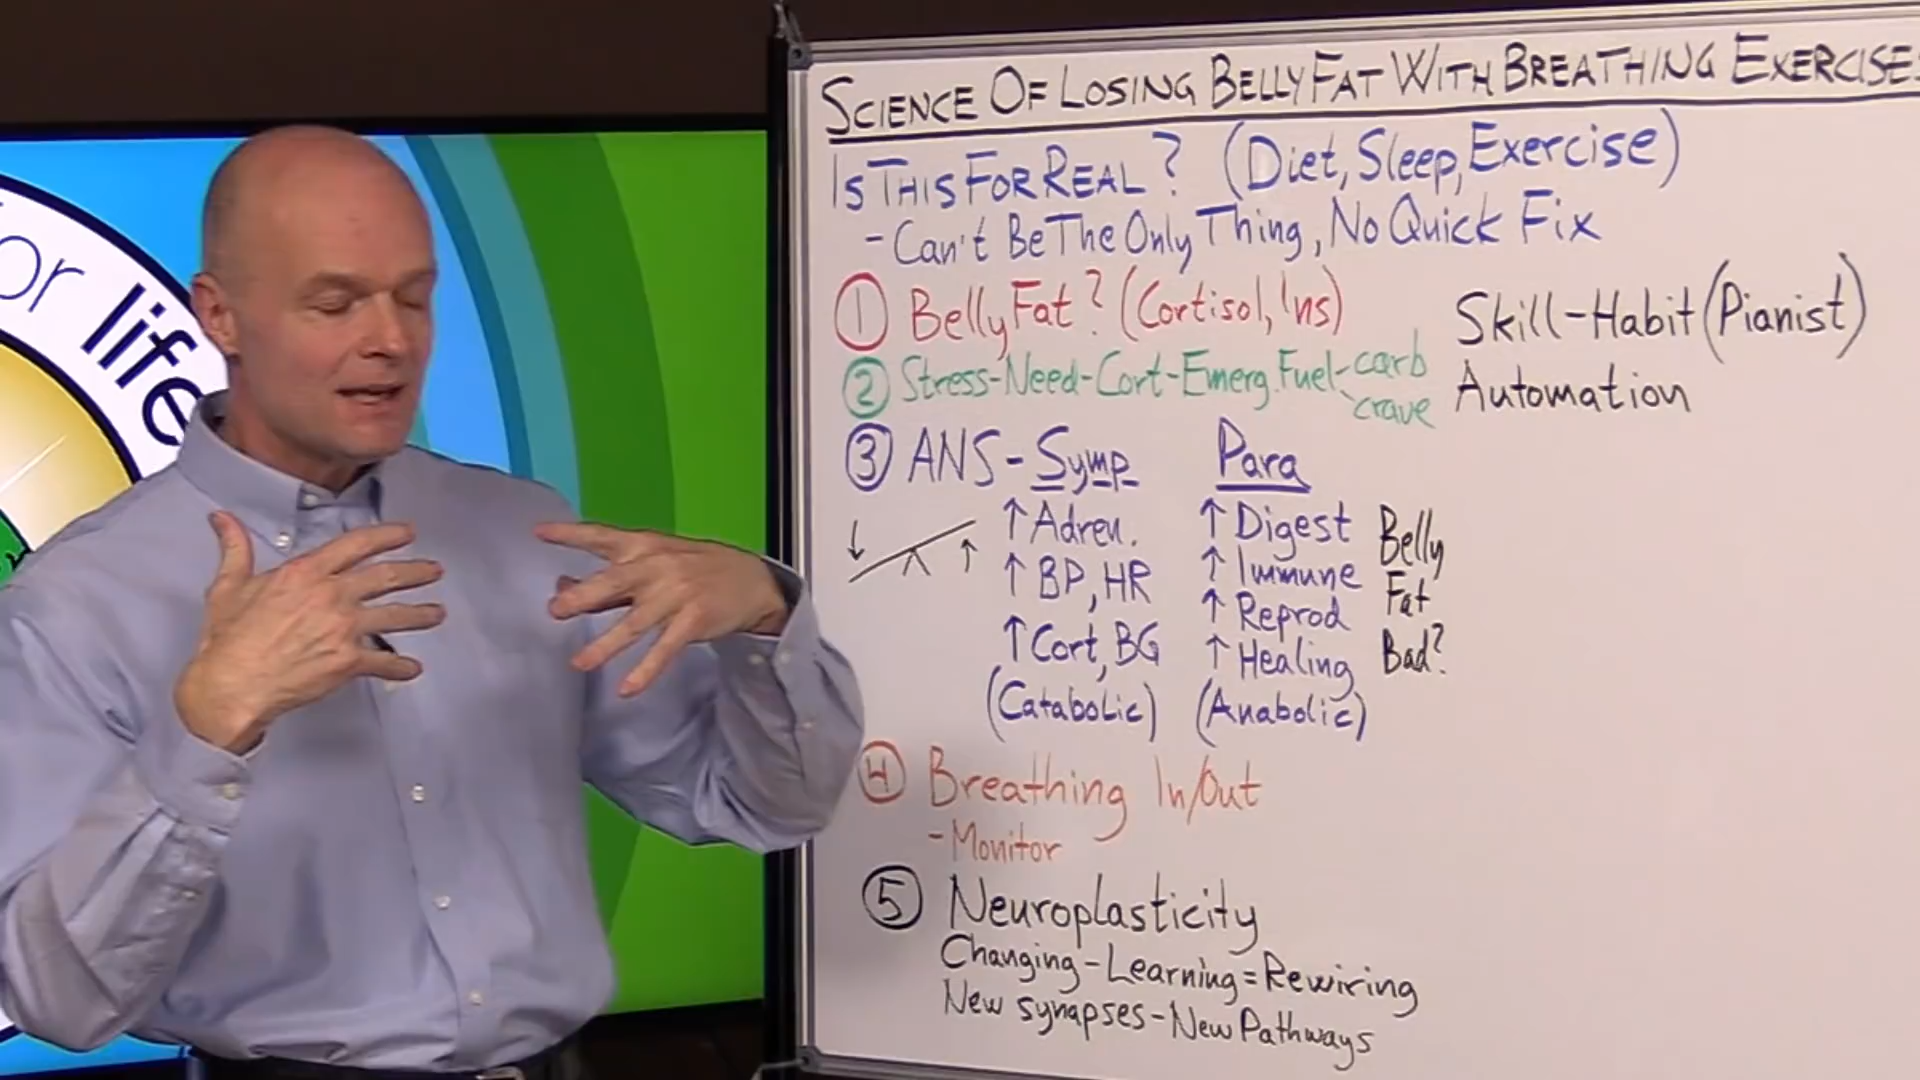 or life
SCIENCE OF LOSING BELLY FAT WITH BREATHING EXERCISES
IS THIS FOR REAL? (Diet, Sleep, Exercise)
- Can't Be The Only Thing, No Quick Fix
① Belly Fat? (Cortisol, Ins)
② Stress-Need-Cort-Emerg. Fuel-carb
crave
Skill-Habit (Pianist)
Automation
③ ANS - Symp
↑ Adren.
↑ BP, HR
↑ Cort, BG
(Catabolic)
Para
↑ Digest
↑ Immune
↑ Reprod
↑ Healing
(Anabolic)
Belly
Fat
Bad?
④ Breathing In/Out
- Monitor
⑤ Neuroplasticity
Changing - Learning = Rewiring
New synapses - New Pathways